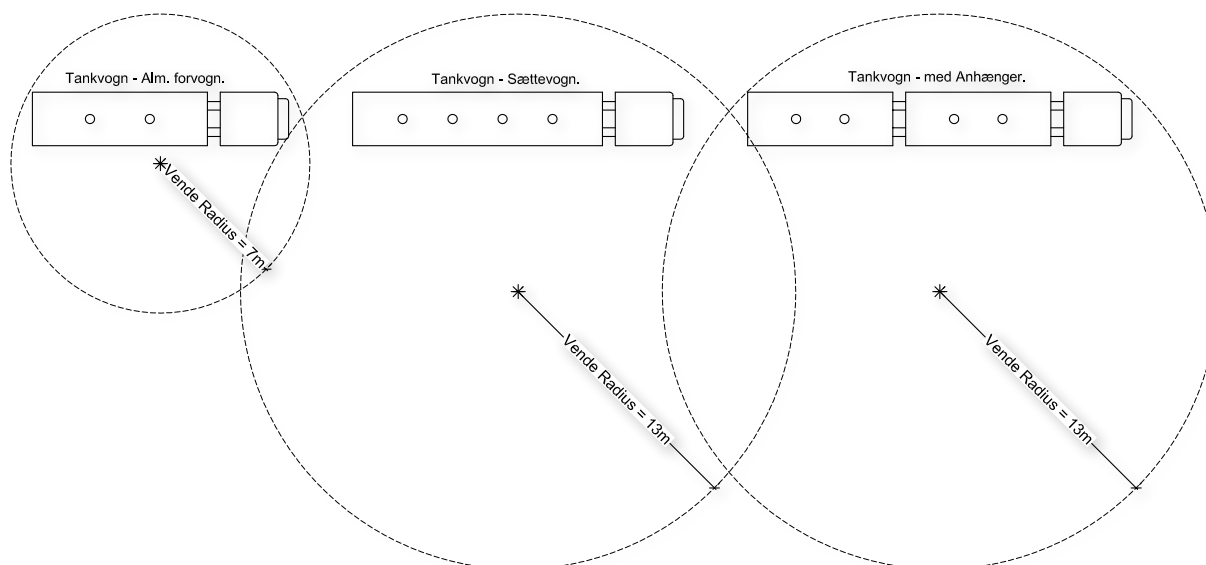 Tankvogn - Alm. forvogn.
Vende Radius = 7m
Tankvogn - Sættevogn.
Vende Radius = 13m
Tankvogn - med Anhænger.
Vende Radius = 13m